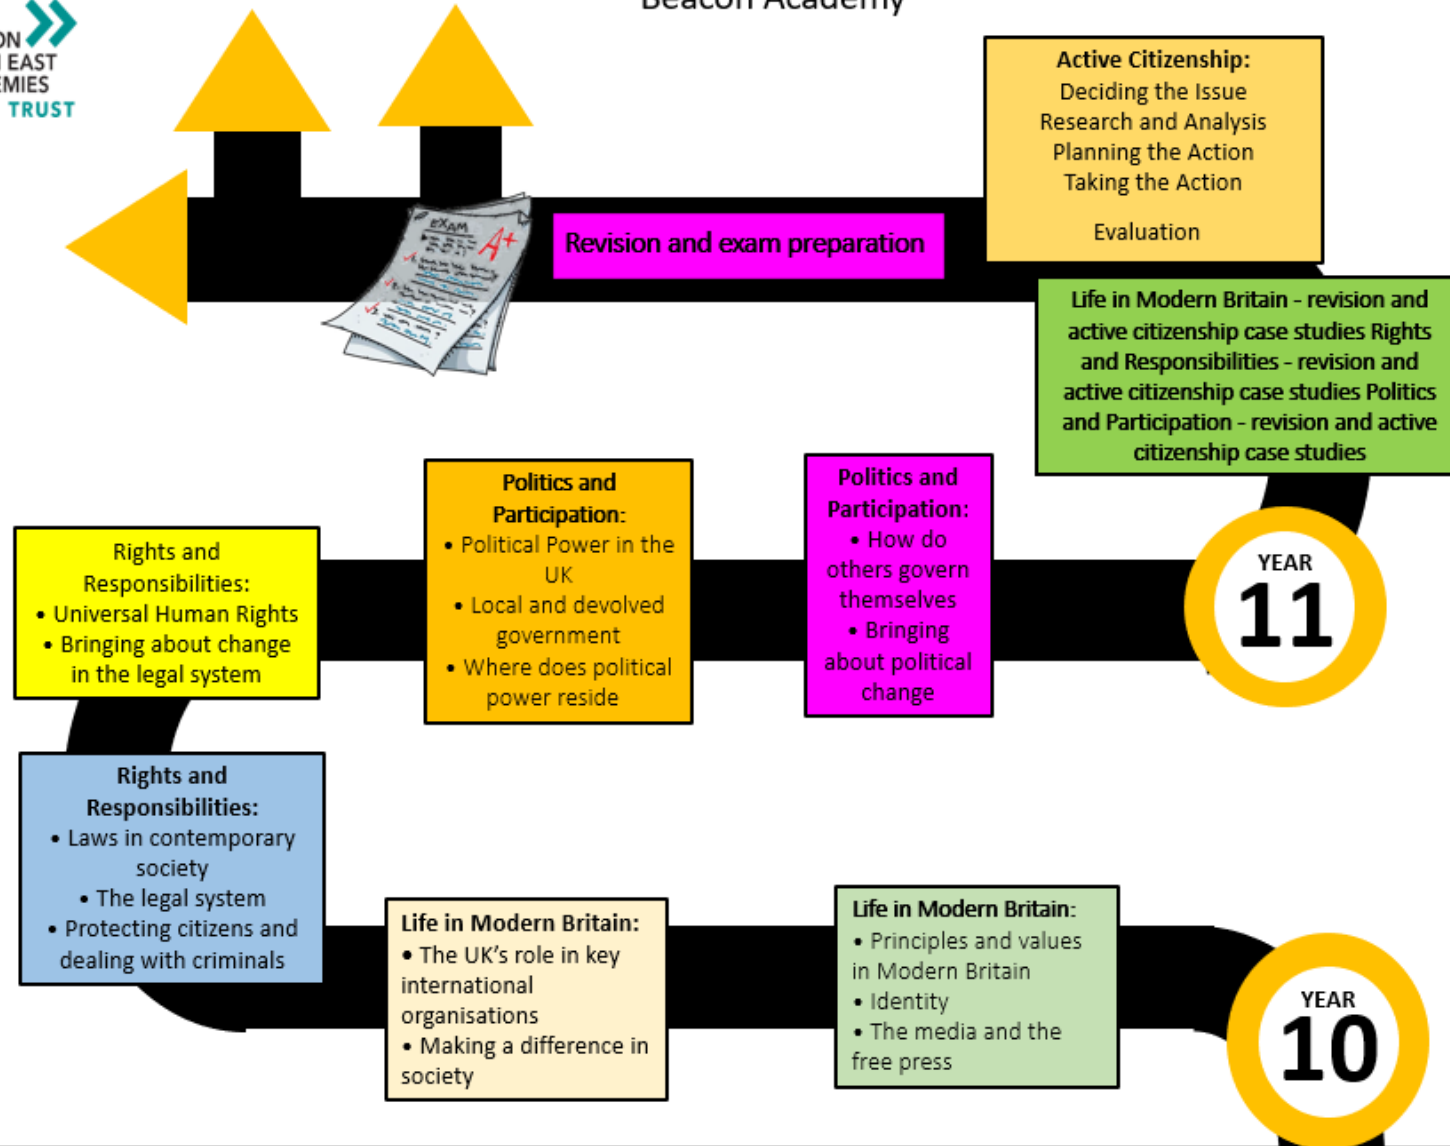 Beacon Academy
ON
EAST
EMIES
TRUST
Active Citizenship:
Deciding the Issue
Research and Analysis
Planning the Action
Taking the Action
Evaluation
EXAM
A+
Revision and exam preparation
Life in Modern Britain - revision and
active citizenship case studies Rights
and Responsibilities - revision and
active citizenship case studies Politics
and Participation - revision and active
citizenship case studies
YEAR
11
Politics and
Participation:
• How do
others govern
themselves
• Bringing
about political
change
Politics and
Participation:
• Political Power in the
UK
• Local and devolved
government
• Where does political
power reside
Rights and
Responsibilities:
• Universal Human Rights
• Bringing about change
in the legal system
Rights and
Responsibilities:
• Laws in contemporary
society
• The legal system
• Protecting citizens and
dealing with criminals
Life in Modern Britain:
• The UK's role in key
international
organisations
• Making a difference in
society
Life in Modern Britain:
• Principles and values
in Modern Britain
• Identity
• The media and the
free press
YEAR
10